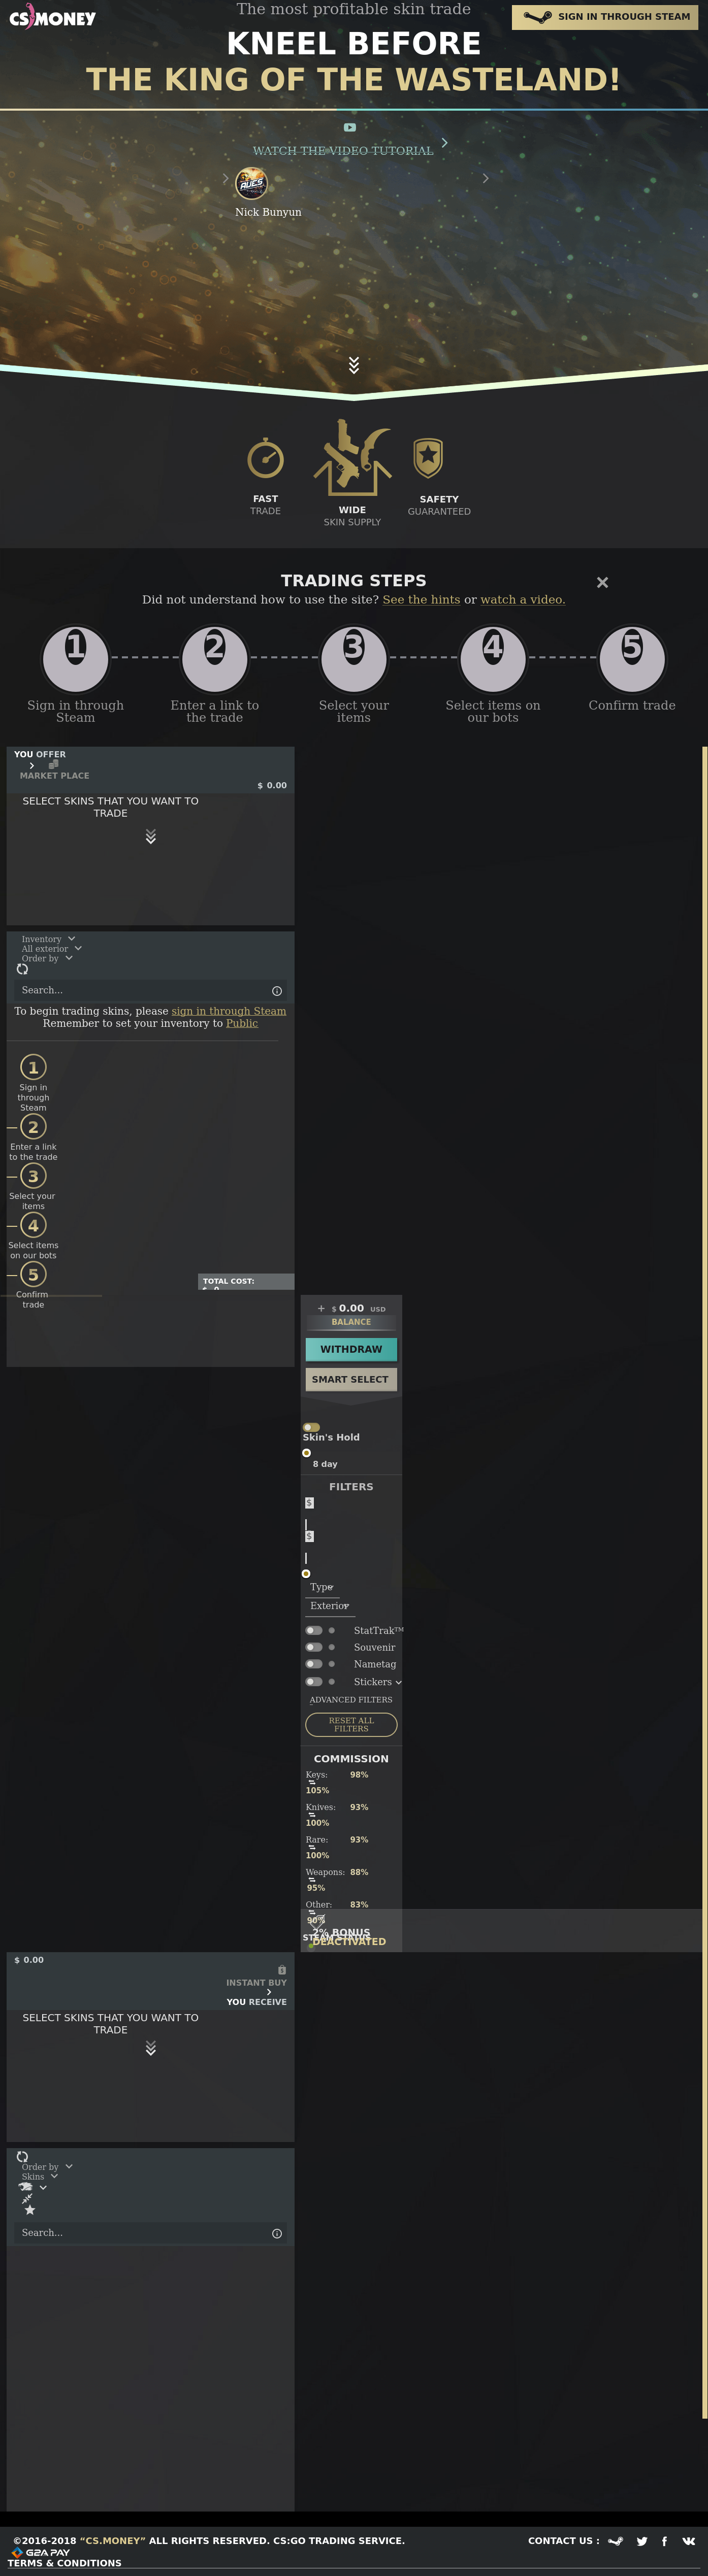 The most profitable skin trade
CS MONEY
SIGN IN THROUGH STEAM
KNEEL BEFORE
THE KING OF THE WASTELAND!
WATCH THE VIDEO TUTORIAL
Nick Bunyun
FAST
TRADE
WIDE
SKIN SUPPLY
SAFETY
GUARANTEED
TRADING STEPS
Did not understand how to use the site? See the hints or watch a video.
1
2
3
4
5
Sign in through
Steam
Enter a link to
the trade
Select your
items
Select items on
our bots
Confirm trade
YOU OFFER
MARKET PLACE
$ 0.00
SELECT SKINS THAT YOU WANT TO
TRADE
Inventory
All exterior
Order by
Search...
To begin trading skins, please sign in through Steam
Remember to set your inventory to Public
1
Sign in
through
Steam
2
Enter a link
to the trade
3
Select your
items
4
Select items
on our bots
5
Confirm
trade
TOTAL COST:
$ 0
+ $ 0.00 USD
BALANCE
WITHDRAW
SMART SELECT
Skin's Hold
8 day
FILTERS
$
$
Type
Exterior
StatTrak™
Souvenir
Nametag
Stickers
ADVANCED FILTERS
RESET ALL
FILTERS
COMMISSION
Keys: 98%
105%
Knives: 93%
100%
Rare: 93%
100%
Weapons: 88%
95%
Other: 83%
90%
2% BONUS
STEAM STATUS
DEACTIVATED
$ 0.00
INSTANT BUY
YOU RECEIVE
SELECT SKINS THAT YOU WANT TO
TRADE
Order by
Skins
Search...
©2016-2018 “CS.MONEY” ALL RIGHTS RESERVED. CS:GO TRADING SERVICE.
CONTACT US :
G2A PAY
TERMS & CONDITIONS